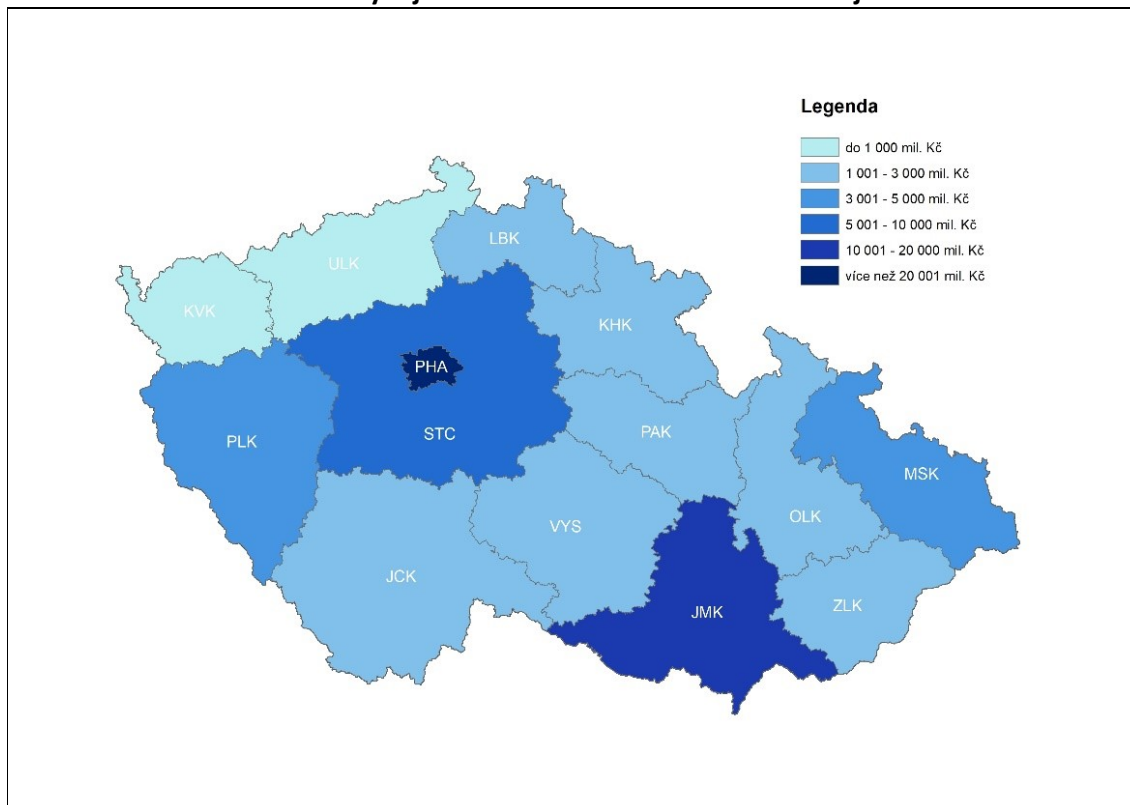 Legenda
do 1 000 mil. Kč
1 001 - 3 000 mil. Kč
3 001 - 5 000 mil. Kč
5 001 - 10 000 mil. Kč
10 001 - 20 000 mil. Kč
více než 20 001 mil. Kč
LBK
ULK
KVK
KHK
PHA
PLK
STC
PAK
MSK
OLK
VYS
JCK
ZLK
JMK